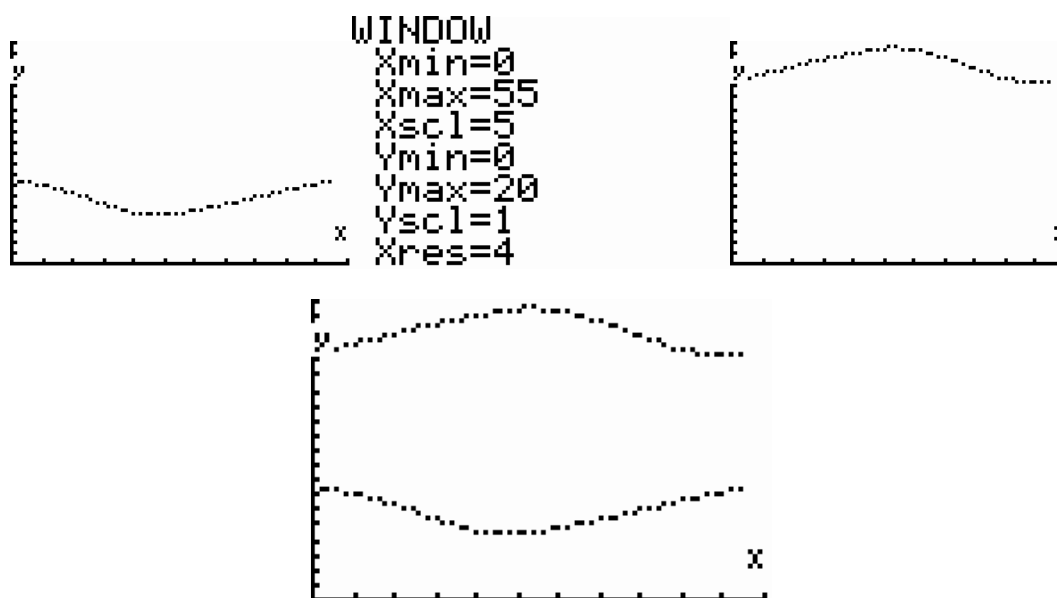 WINDOW
Xmin=0
Xmax=55
Xscl=5
Ymin=0
Ymax=20
Yscl=1
Xres=4
y
x
y
y
x